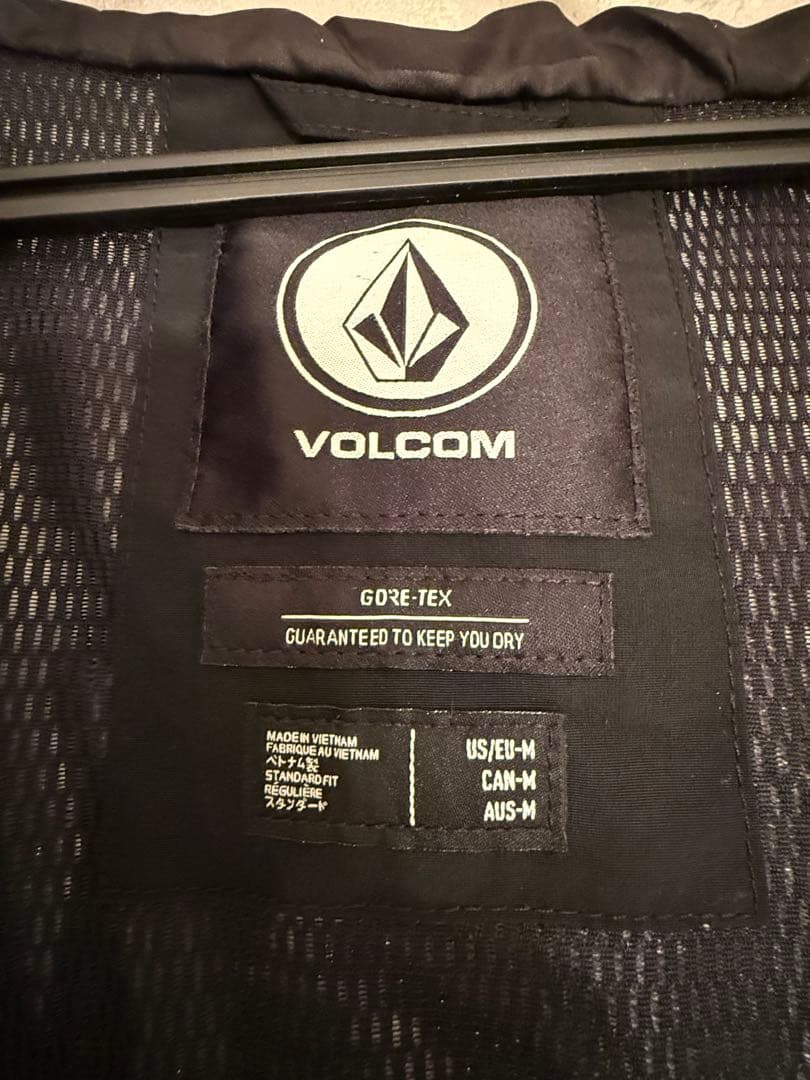 VOLCOM
GORE-TEX
GUARANTEED TO KEEP YOU DRY
MADE IN VIETNAM
FABRIQUE AU VIETNAM
ベトナム製
STANDARD FIT
RÉGULIÈRE
スタンダード
US/EU-M
CAN-M
AUS-M